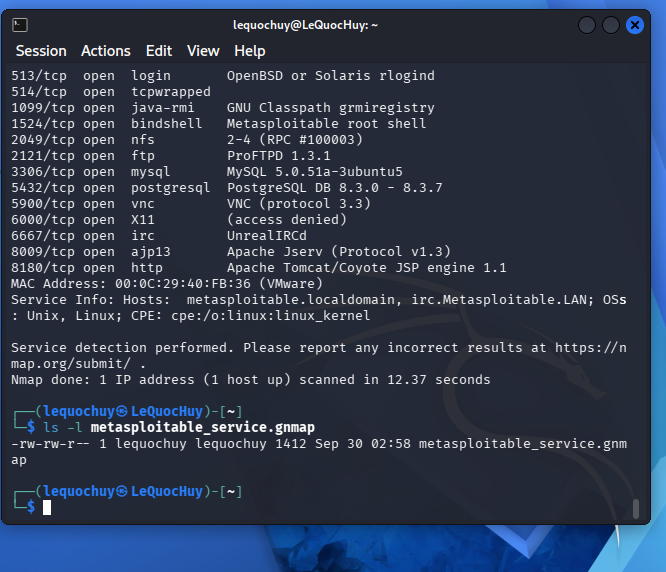 lequochuy@LeQuocHuy: ~
Session Actions Edit View Help
513/tcp open login OpenBSD or Solaris rlogind
514/tcp open tcpwrapped
1099/tcp open java-rmi GNU Classpath grmiregistry
1524/tcp open bindshell Metasploitable root shell
2049/tcp open nfs 2-4 (RPC #100003)
2121/tcp open ftp ProFTPD 1.3.1
3306/tcp open mysql MySQL 5.0.51a-3ubuntu5
5432/tcp open postgresql PostgreSQL DB 8.3.0 - 8.3.7
5900/tcp open vnc VNC (protocol 3.3)
6000/tcp open X11 (access denied)
6667/tcp open irc UnrealIRCd
8009/tcp open ajp13 Apache Jserv (Protocol v1.3)
8180/tcp open http Apache Tomcat/Coyote JSP engine 1.1
MAC Address: 00:0C:29:40:FB:36 (VMware)
Service Info: Hosts:  metasploitable.localdomain, irc.Metasploitable.LAN; OSs
: Unix, Linux; CPE: cpe:/o:linux:linux_kernel
Service detection performed. Please report any incorrect results at https://n
map.org/submit/ .
Nmap done: 1 IP address (1 host up) scanned in 12.37 seconds
┌──(lequochuy㉿LeQuocHuy)-[~]
└─$ ls -l metasploitable_service.gnmap
-rw-rw-r-- 1 lequochuy lequochuy 1412 Sep 30 02:58 metasploitable_service.gnm
ap
┌──(lequochuy㉿LeQuocHuy)-[~]
└─$